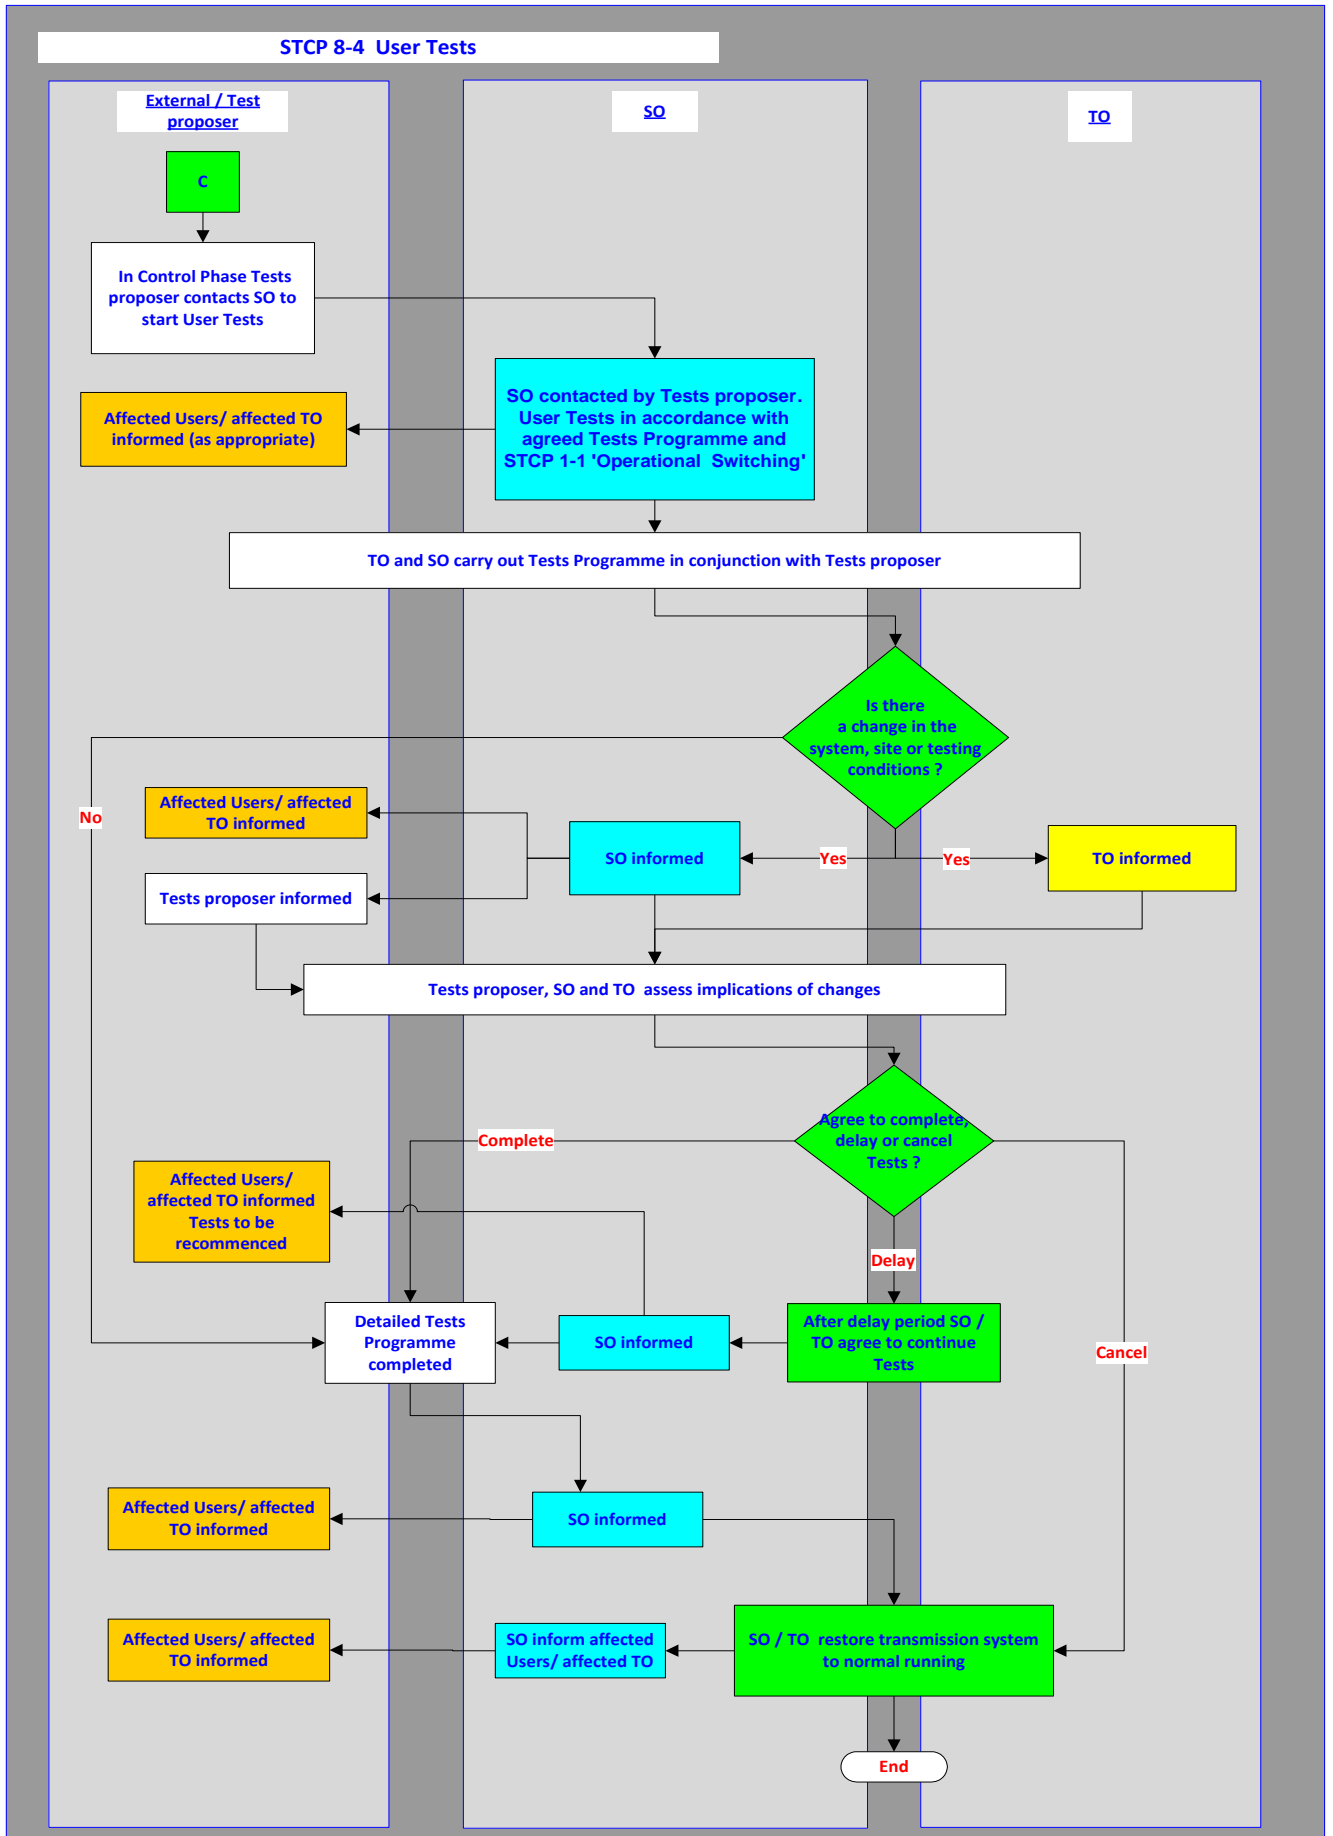 STCP 8-4  User Tests
External / Test
proposer
SO
TO
C
In Control Phase Tests
proposer contacts SO to
start User Tests
SO contacted by Tests proposer.
User Tests in accordance with
agreed Tests Programme and
STCP 1-1 'Operational  Switching'
Affected Users/ affected TO
informed (as appropriate)
TO and SO carry out Tests Programme in conjunction with Tests proposer
Is there
a change in the
system, site or testing
conditions ?
No
Affected Users/ affected
TO informed
SO informed
Yes
Yes
TO informed
Tests proposer informed
Tests proposer, SO and TO  assess implications of changes
Agree to complete,
delay or cancel
Tests ?
Complete
Affected Users/
affected TO informed
Tests to be
recommenced
Delay
Detailed Tests
Programme
completed
SO informed
After delay period SO /
TO agree to continue
Tests
Cancel
Affected Users/ affected
TO informed
SO informed
Affected Users/ affected
TO informed
SO inform affected
Users/ affected TO
SO / TO  restore transmission system
to normal running
End